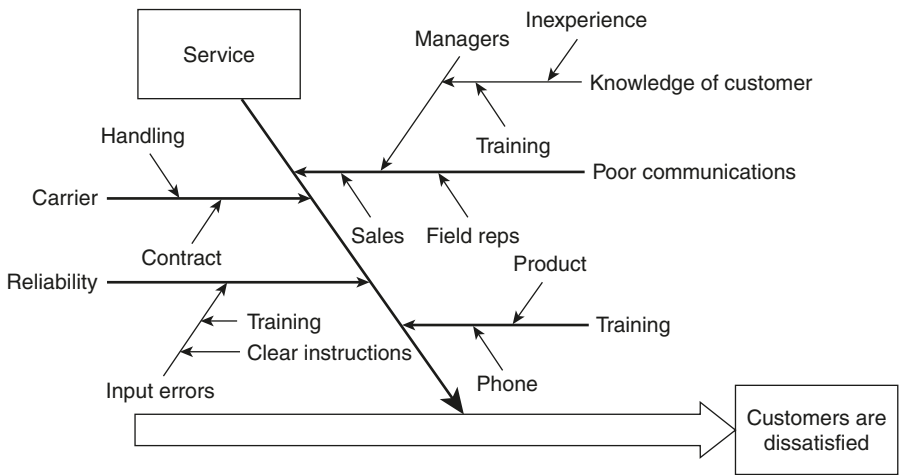 Inexperience
Managers
Service
Knowledge of customer
Handling
Training
Poor communications
Carrier
Sales
Field reps
Contract
Product
Reliability
Training
Training
Clear instructions
Phone
Input errors
Customers are
dissatisfied